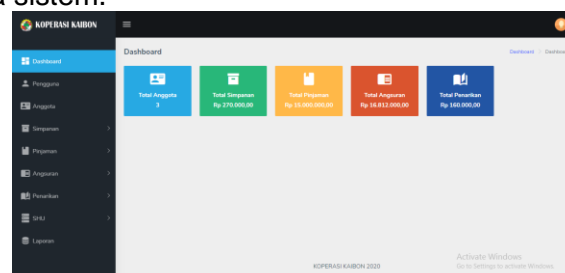 a sistem.
KOPERASI KAIBON
Dashboard
Dashboard
Dashboard
Pengguna
Anggota
Simpanan
Pinjaman
Angsuran
Penarikan
SHU
Laporan
Total Anggota
3
Total Simpanan
Rp 270.000,00
Total Pinjaman
Rp 15.000.000,00
Total Angsuran
Rp 16.812.000,00
Total Penarikan
Rp 160.000,00
KOPERASI KAIBON 2020
Activate Windows
Go to Settings to activate Windows